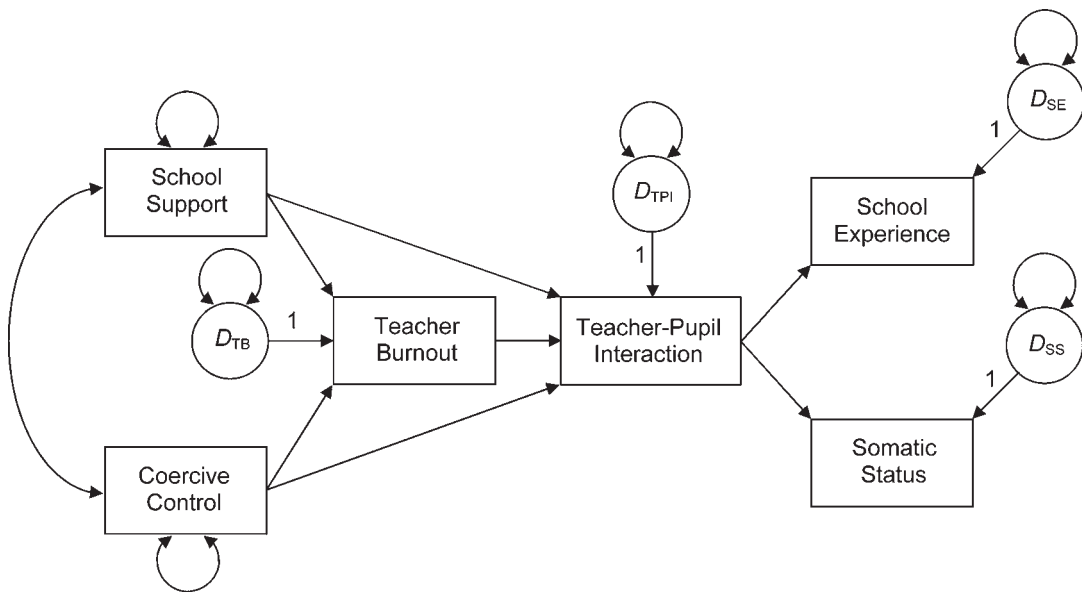 School
Support
Coercive
Control
D_TB
1
Teacher
Burnout
D_TPI
1
Teacher-Pupil
Interaction
D_SE
1
School
Experience
D_SS
1
Somatic
Status